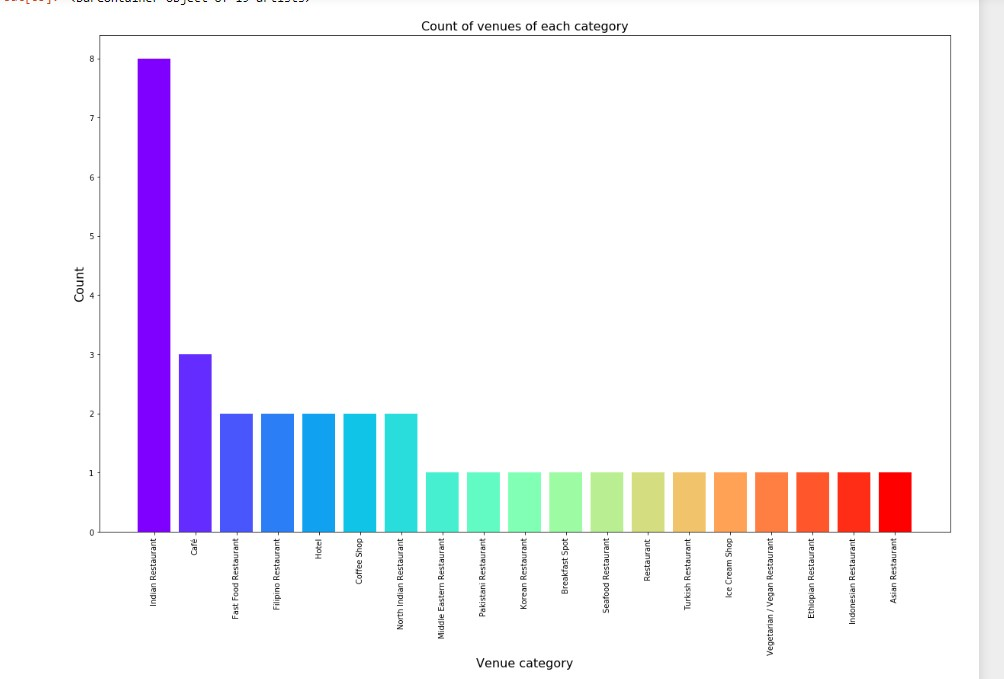 Count of venues of each category
8
7
6
5
4
3
2
1
0
Count
Indian Restaurant
Café
Fast Food Restaurant
Filipino Restaurant
Hotel
Coffee Shop
North Indian Restaurant
Middle Eastern Restaurant
Pakistani Restaurant
Korean Restaurant
Breakfast Spot
Seafood Restaurant
Restaurant
Turkish Restaurant
Ice Cream Shop
Vegetarian / Vegan Restaurant
Ethiopian Restaurant
Indonesian Restaurant
Asian Restaurant
Venue category